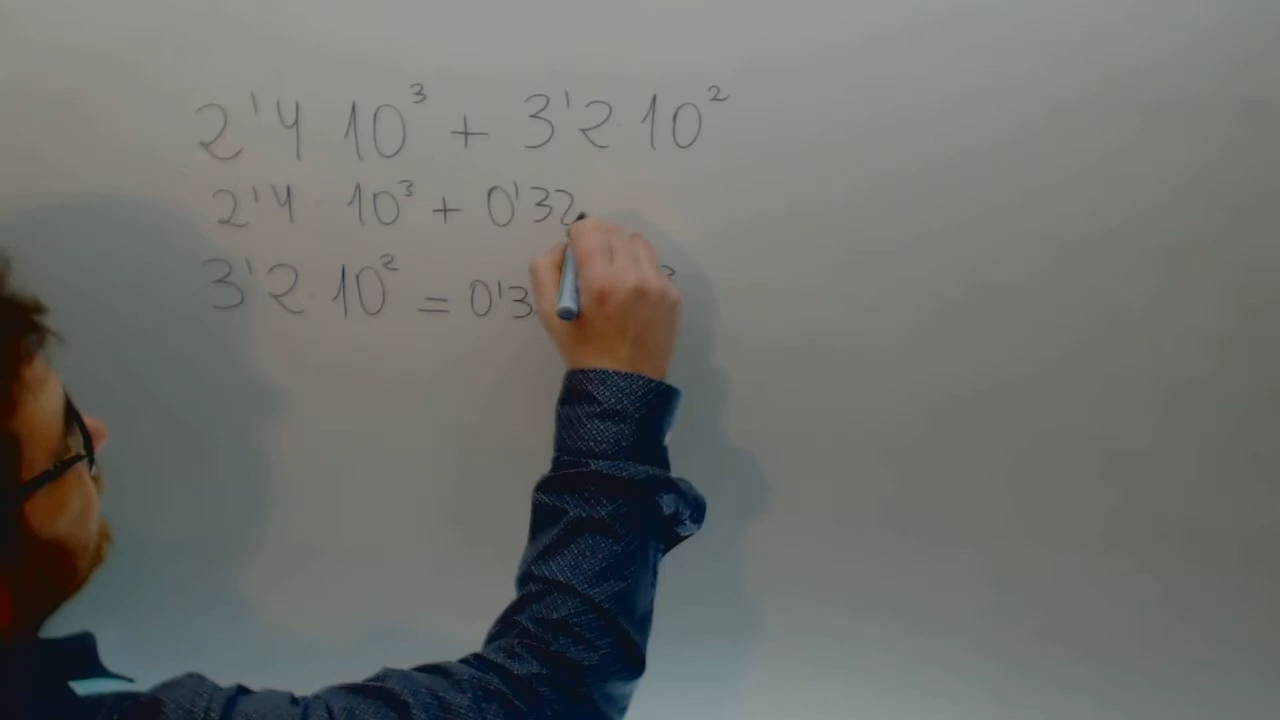 2'4 10³ + 3'2 · 10²
2'4 · 10³ + 0'32
3'2 · 10² = 0'3